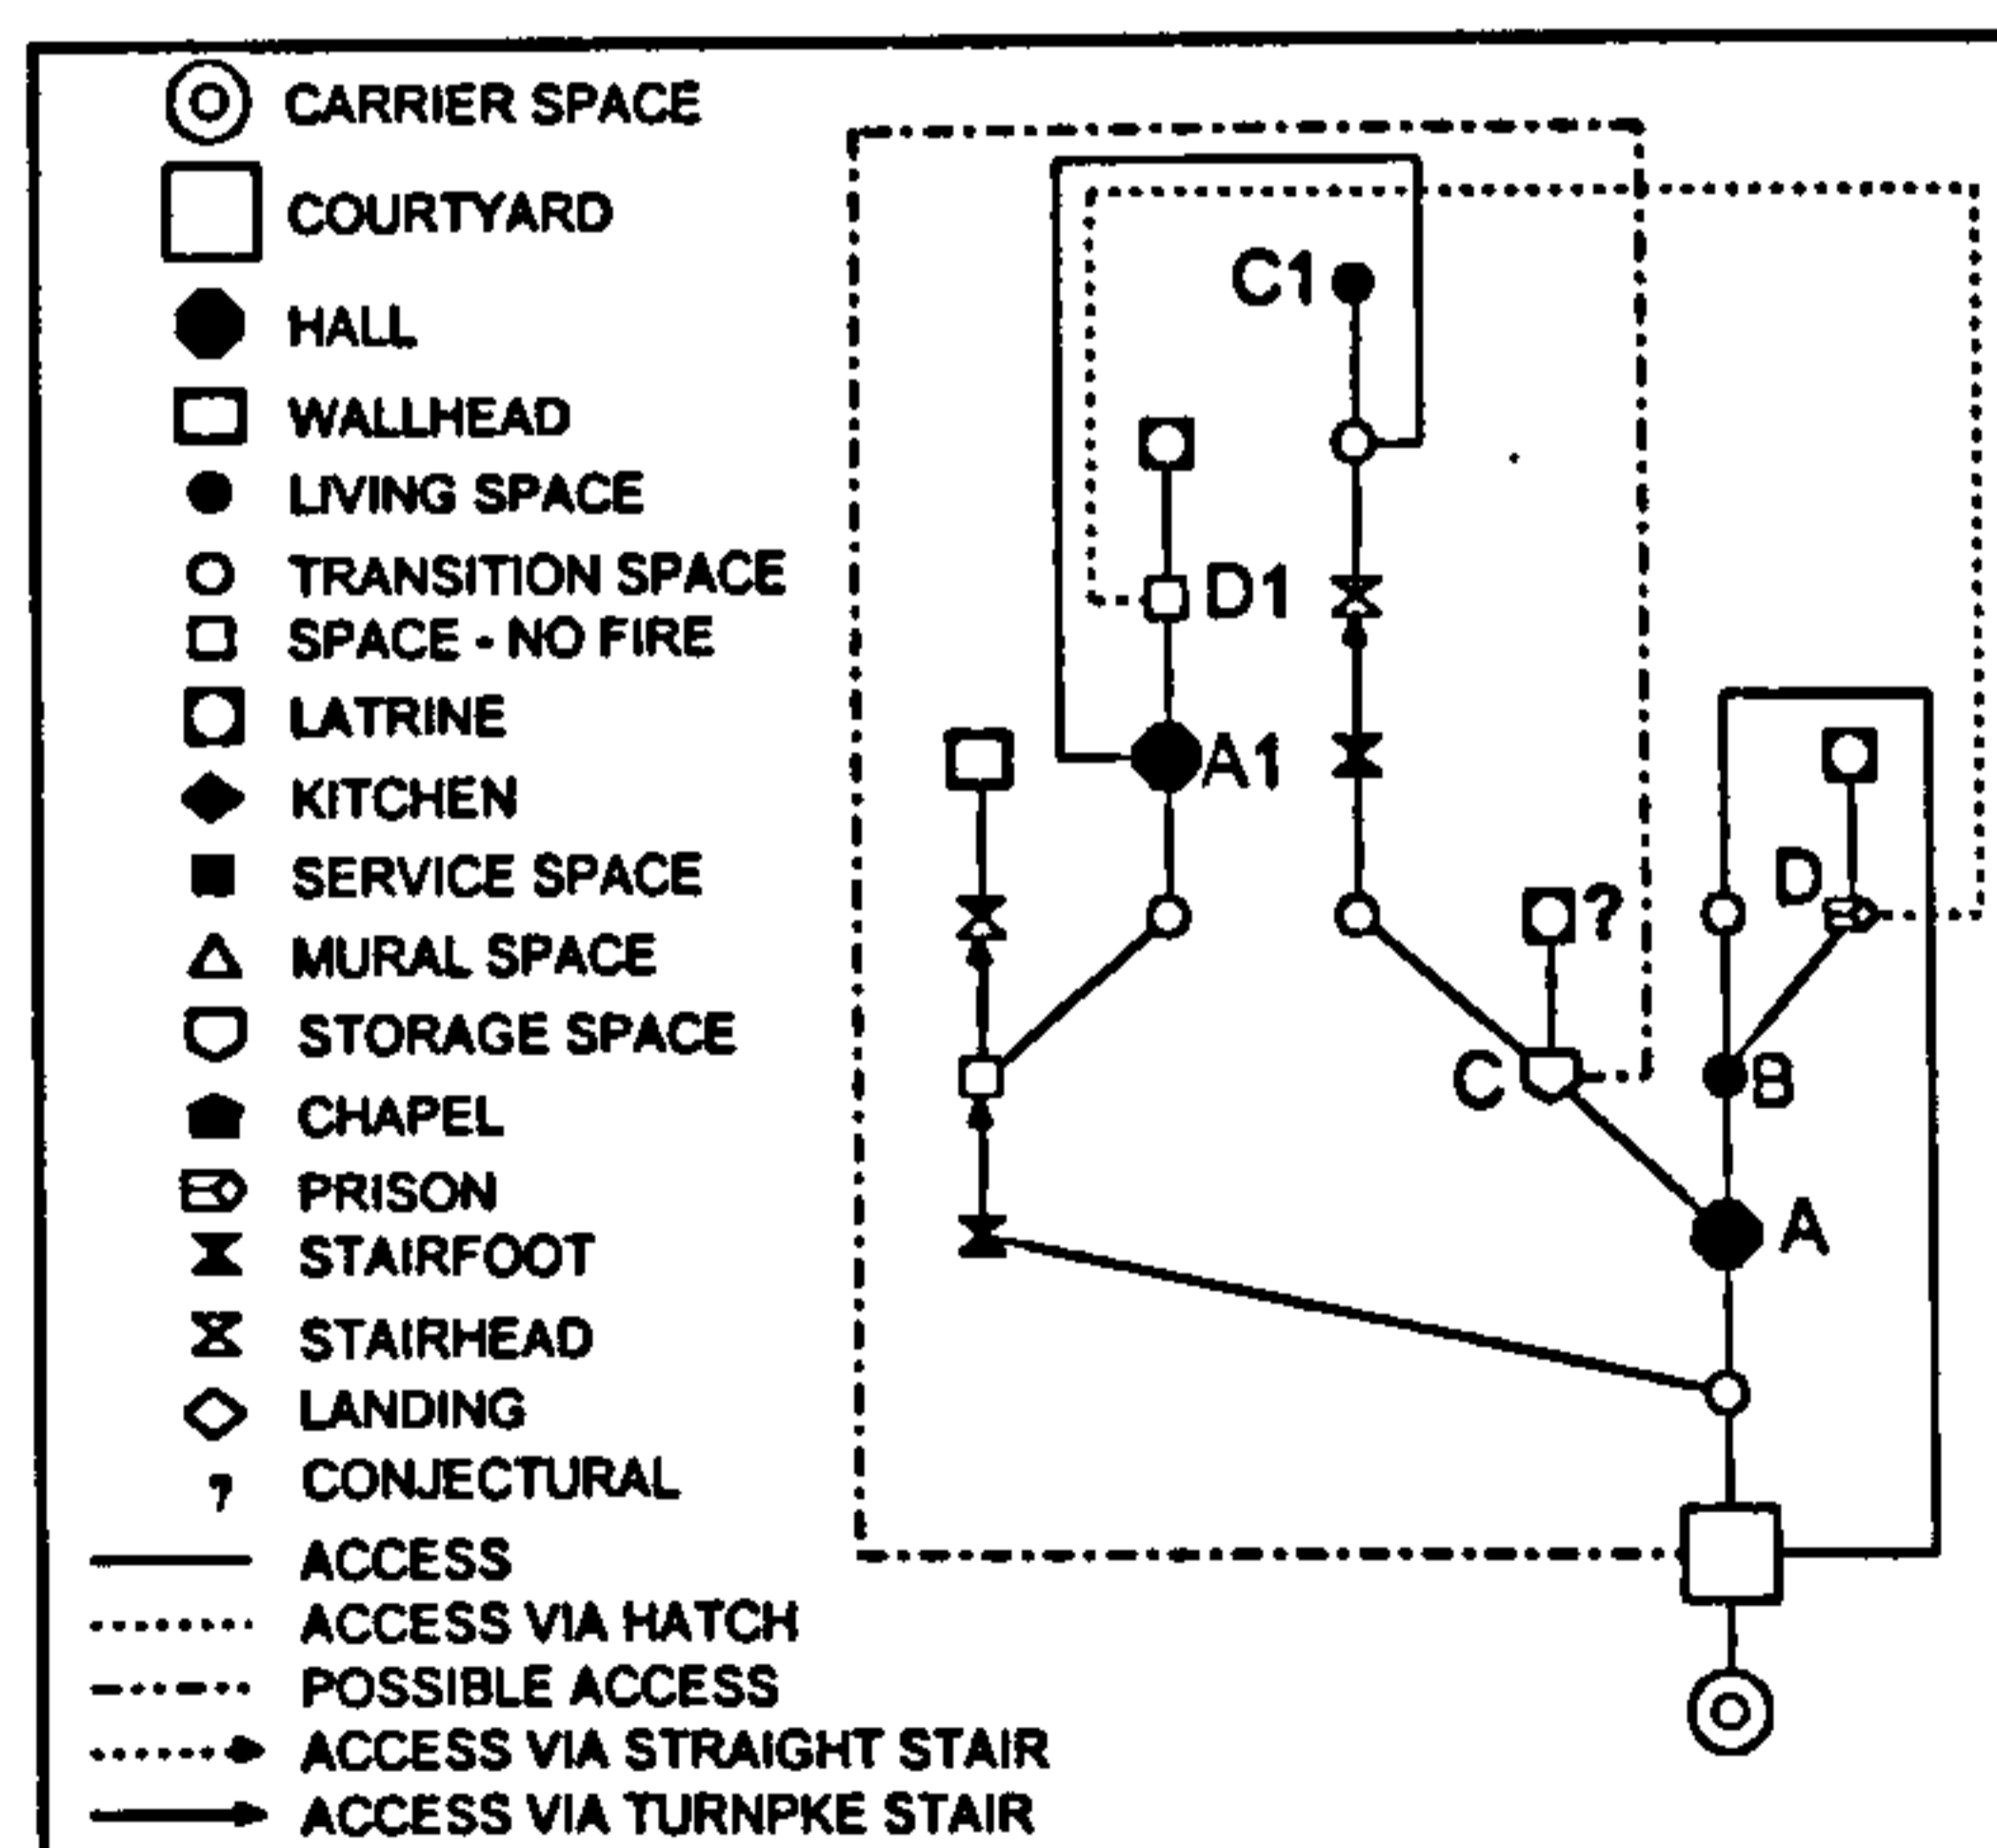 CARRIER SPACE
COURTYARD
HALL
WALLHEAD
LIVING SPACE
TRANSITION SPACE
SPACE - NO FIRE
LATRINE
KITCHEN
SERVICE SPACE
MURAL SPACE
STORAGE SPACE
CHAPEL
PRISON
STAIRFOOT
STAIRHEAD
LANDING
? CONJECTURAL
ACCESS
ACCESS VIA HATCH
POSSIBLE ACCESS
ACCESS VIA STRAIGHT STAIR
ACCESS VIA TURNPKE STAIR
C1
D1
A1
?
D
C
B
A